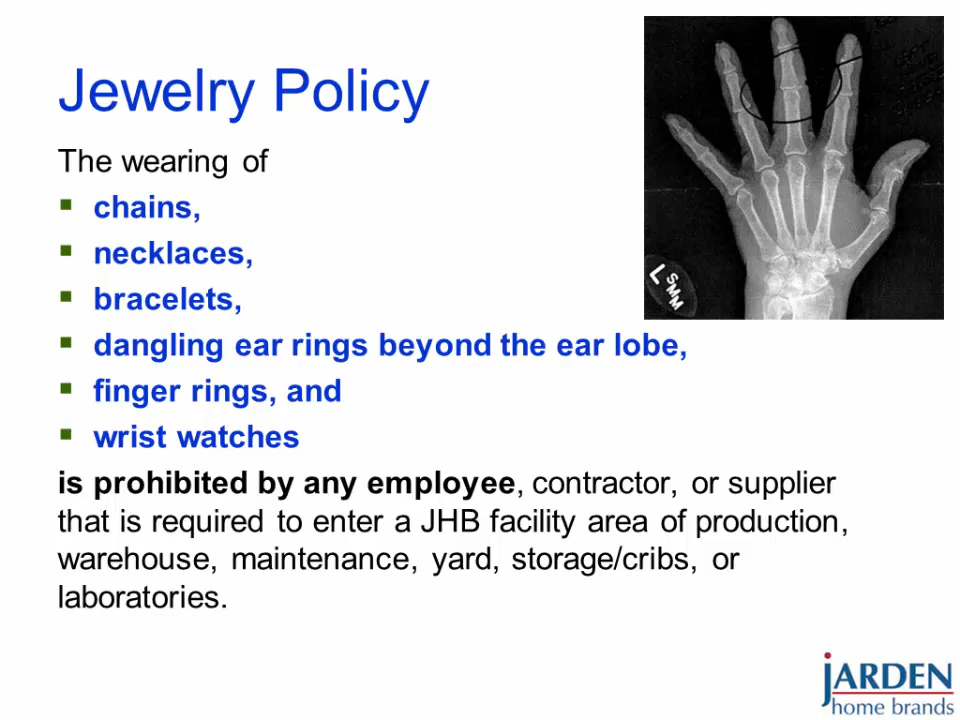 Jewelry Policy
The wearing of
▪ chains,
▪ necklaces,
▪ bracelets,
▪ dangling ear rings beyond the ear lobe,
▪ finger rings, and
▪ wrist watches
is prohibited by any employee, contractor, or supplier
that is required to enter a JHB facility area of production,
warehouse, maintenance, yard, storage/cribs, or
laboratories.
L
SMM
JARDEN
home brands